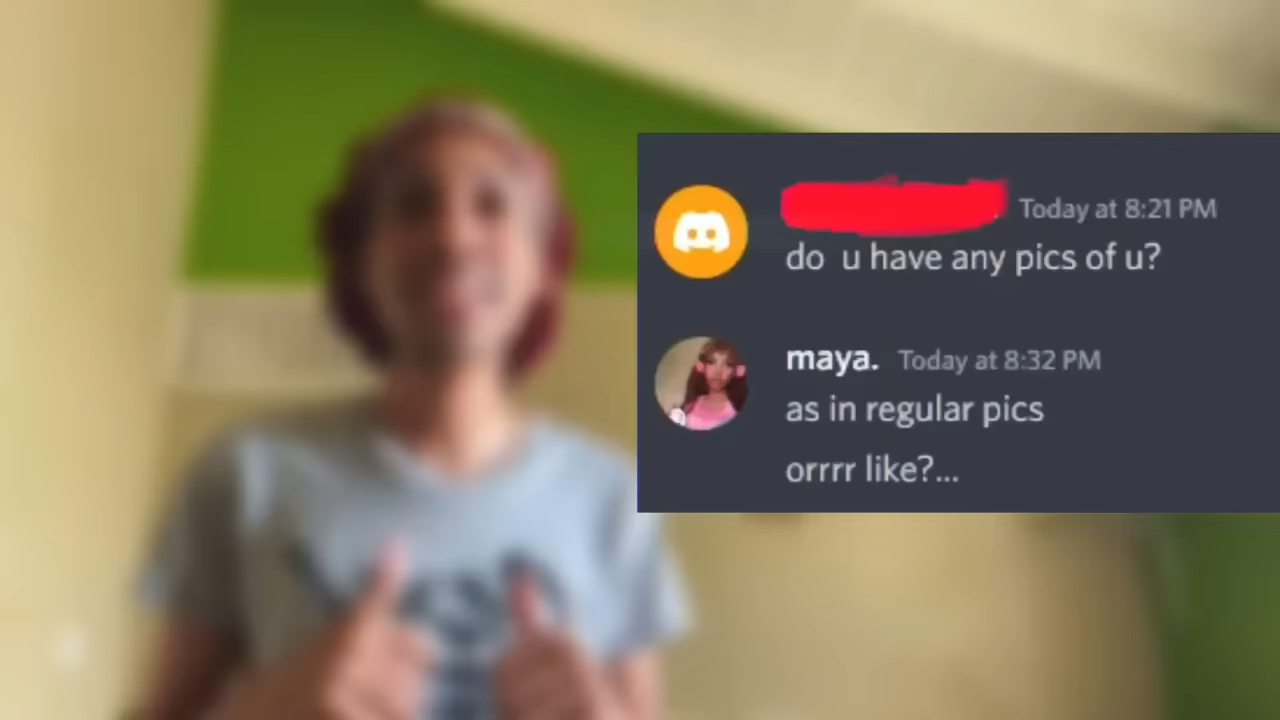 Today at 8:21 PM
do u have any pics of u?
maya. Today at 8:32 PM
as in regular pics
orrrr like?...